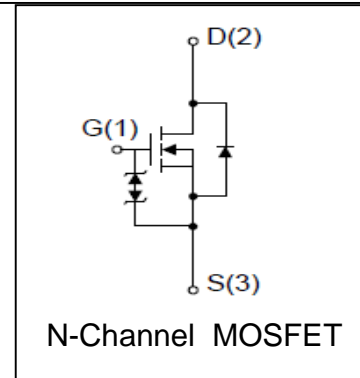 D(2)
G(1)
S(3)
N-Channel MOSFET